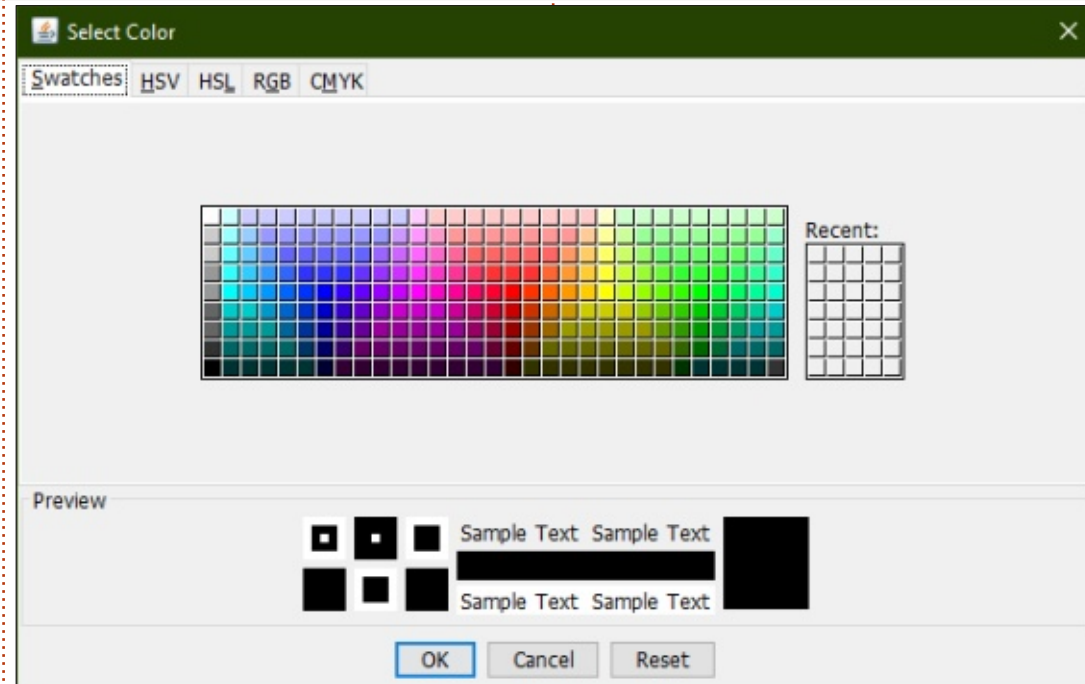 Select Color
Swatches HSV HSL RGB CMYK
Recent:
Preview
Sample Text Sample Text
Sample Text Sample Text
OK Cancel Reset